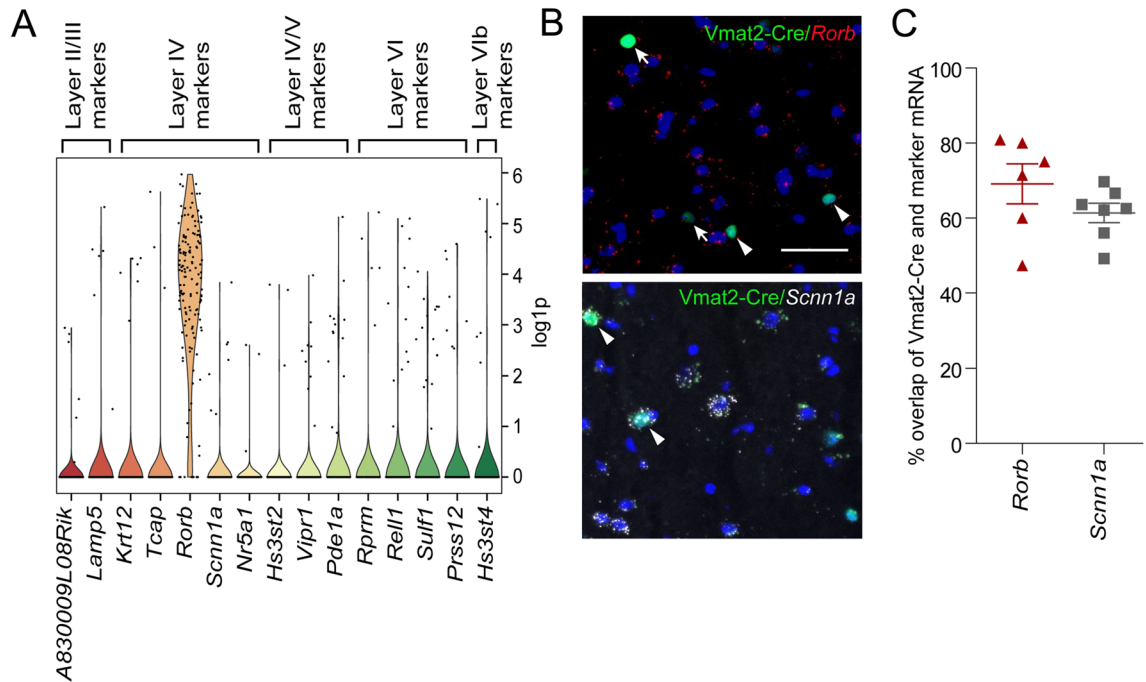 A
Layer II/III
markers
Layer IV
markers
Layer IV/V
markers
Layer VI
markers
Layer VIb
markers
6
5
4
3
2
1
0
log1p
A830009L08Rik
Lamp5
Krt12
Tcap
Rorb
Scnn1a
Nr5a1
Hs3st2
Vipr1
Pde1a
Rprm
Rell1
Sulf1
Prss12
Hs3st4
B
Vmat2-Cre/Rorb
Vmat2-Cre/Scnn1a
C
% overlap of Vmat2-Cre and marker mRNA
100
80
60
40
20
0
Rorb
Scnn1a